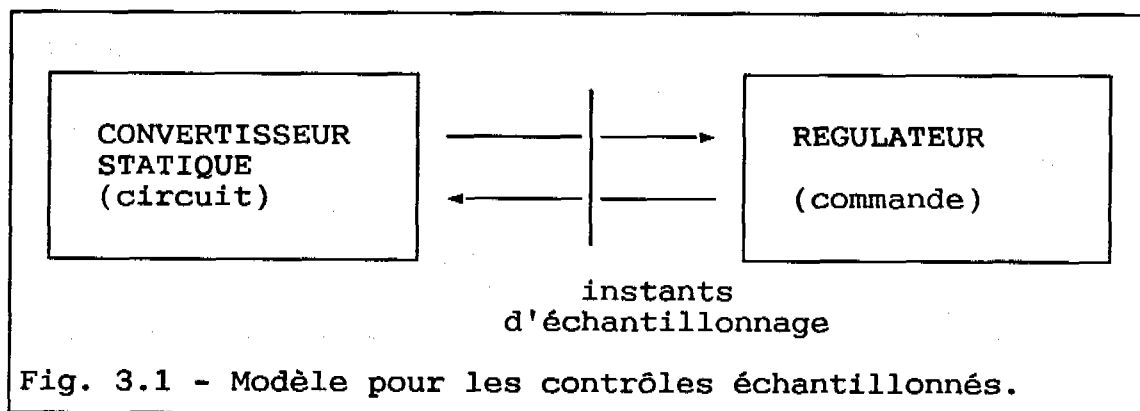 CONVERTISSEUR
STATIQUE
(circuit)
REGULATEUR
(commande)
instants
d'échantillonnage
Fig. 3.1 - Modèle pour les contrôles échantillonnés.